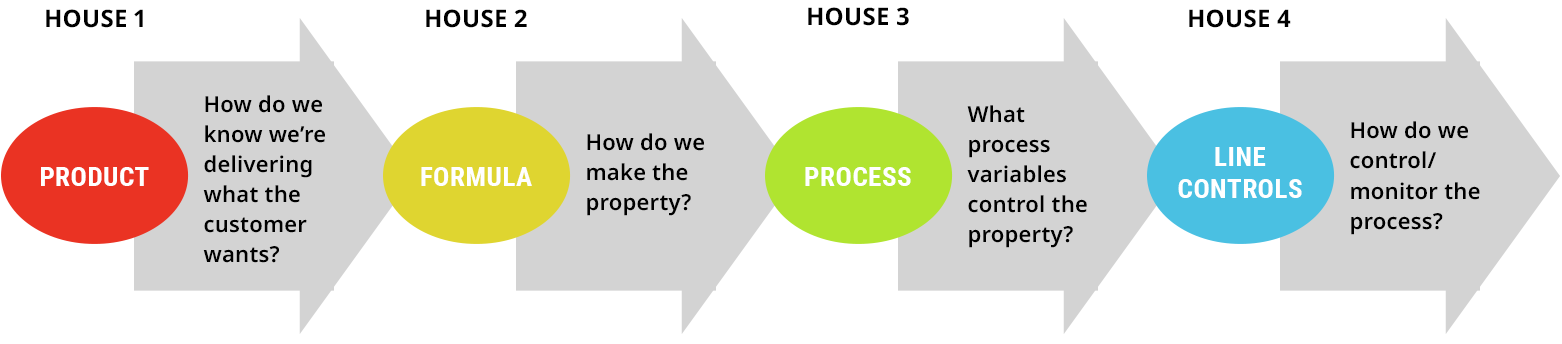 HOUSE 1
PRODUCT
How do we
know we’re
delivering
what the
customer
wants?
HOUSE 2
FORMULA
How do we
make the
property?
HOUSE 3
PROCESS
What
process
variables
control the
property?
HOUSE 4
LINE
CONTROLS
How do we
control/
monitor the
process?